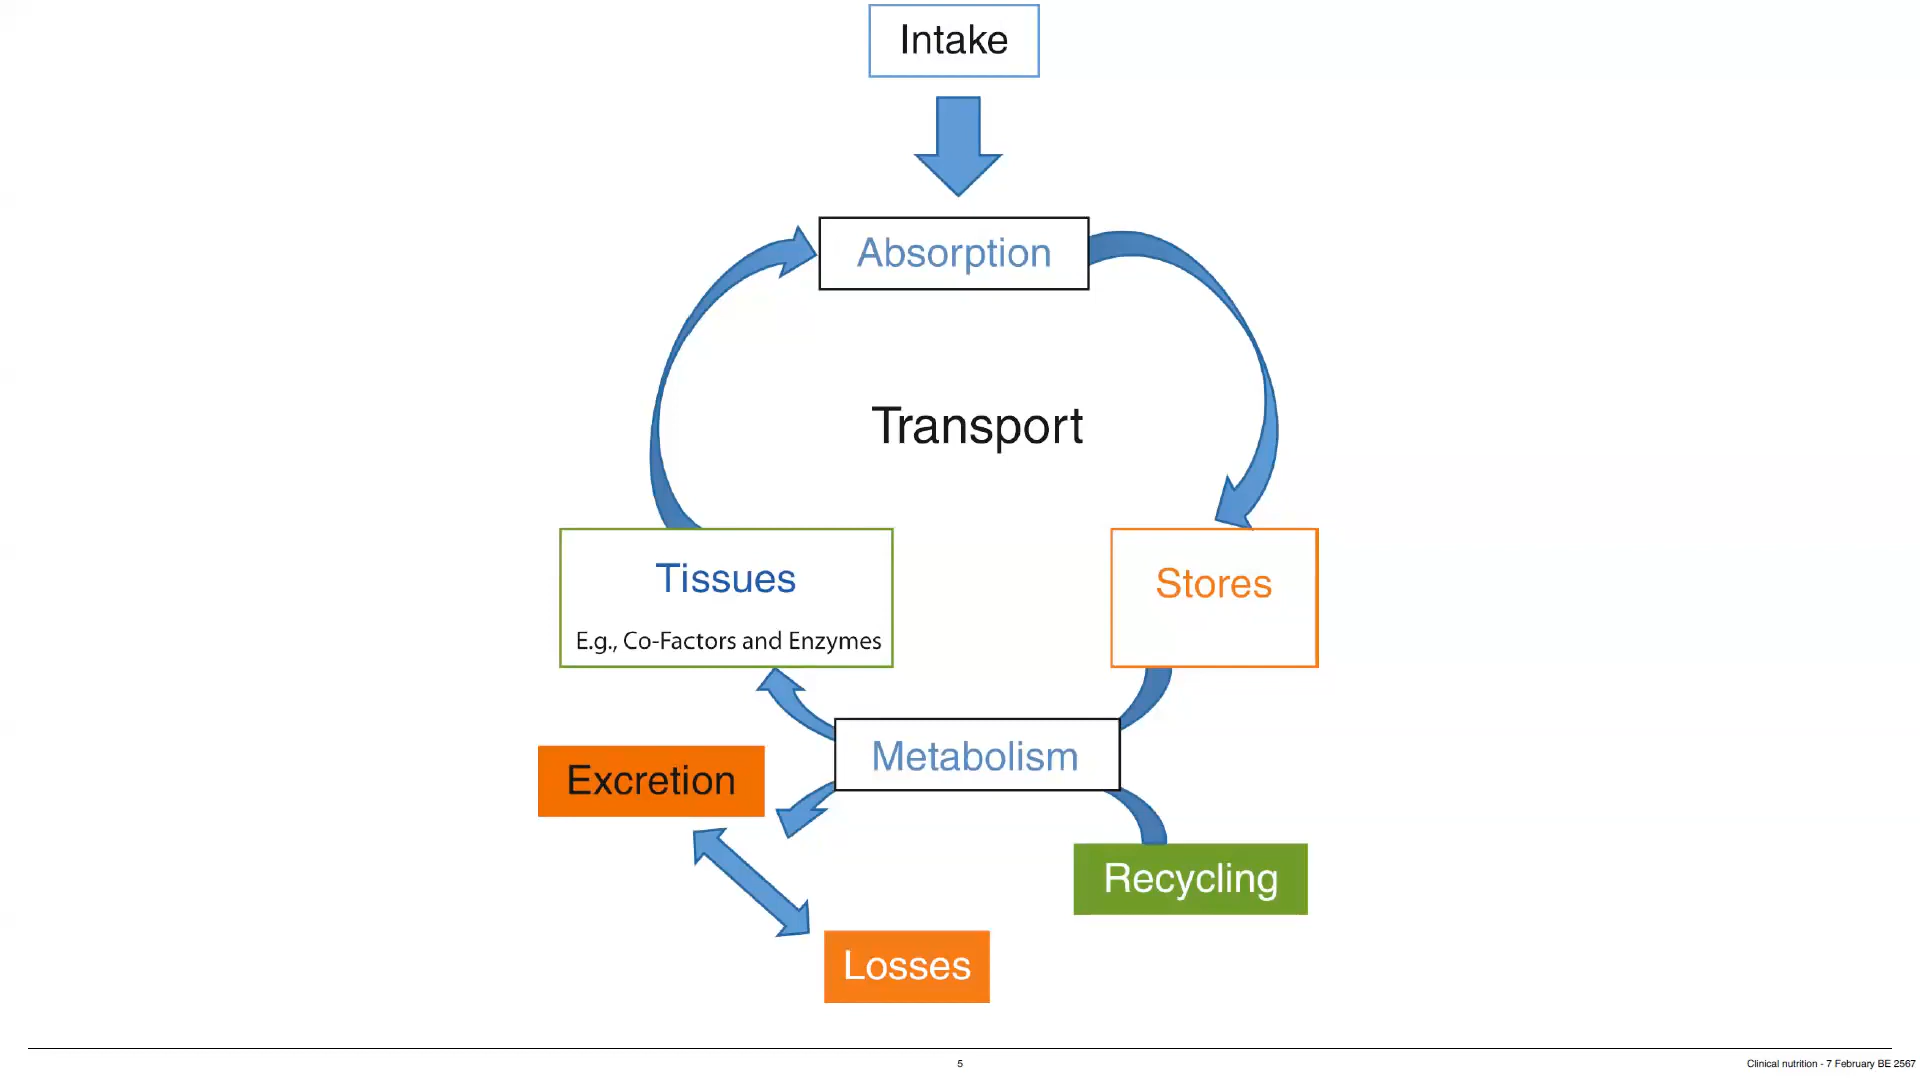 Intake
Absorption
Transport
Tissues
E.g., Co-Factors and Enzymes
Stores
Metabolism
Excretion
Recycling
Losses
5
Clinical nutrition - 7 February BE 2567